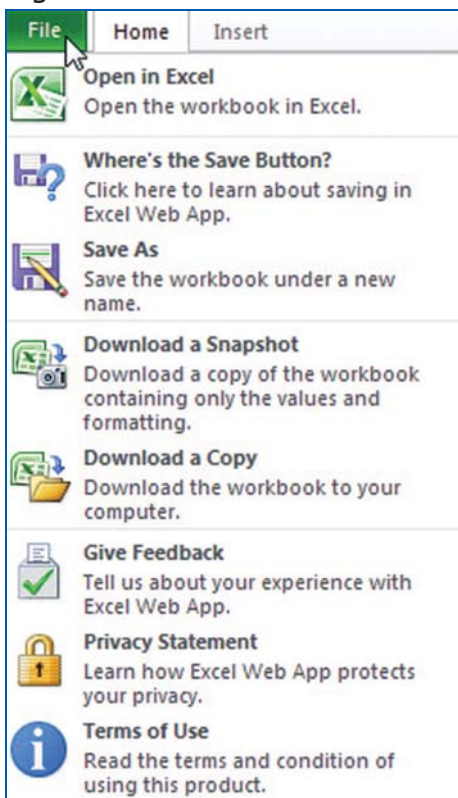 File Home Insert
Open in Excel
Open the workbook in Excel.
Where's the Save Button?
Click here to learn about saving in
Excel Web App.
Save As
Save the workbook under a new
name.
Download a Snapshot
Download a copy of the workbook
containing only the values and
formatting.
Download a Copy
Download the workbook to your
computer.
Give Feedback
Tell us about your experience with
Excel Web App.
Privacy Statement
Learn how Excel Web App protects
your privacy.
Terms of Use
Read the terms and condition of
using this product.